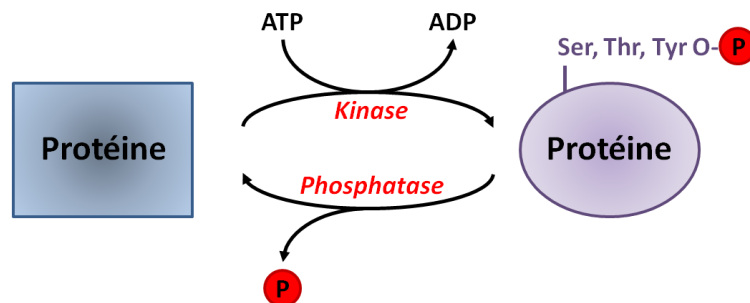 ATP ADP
Ser, Thr, Tyr O-P
Kinase
Protéine Protéine
Phosphatase
P